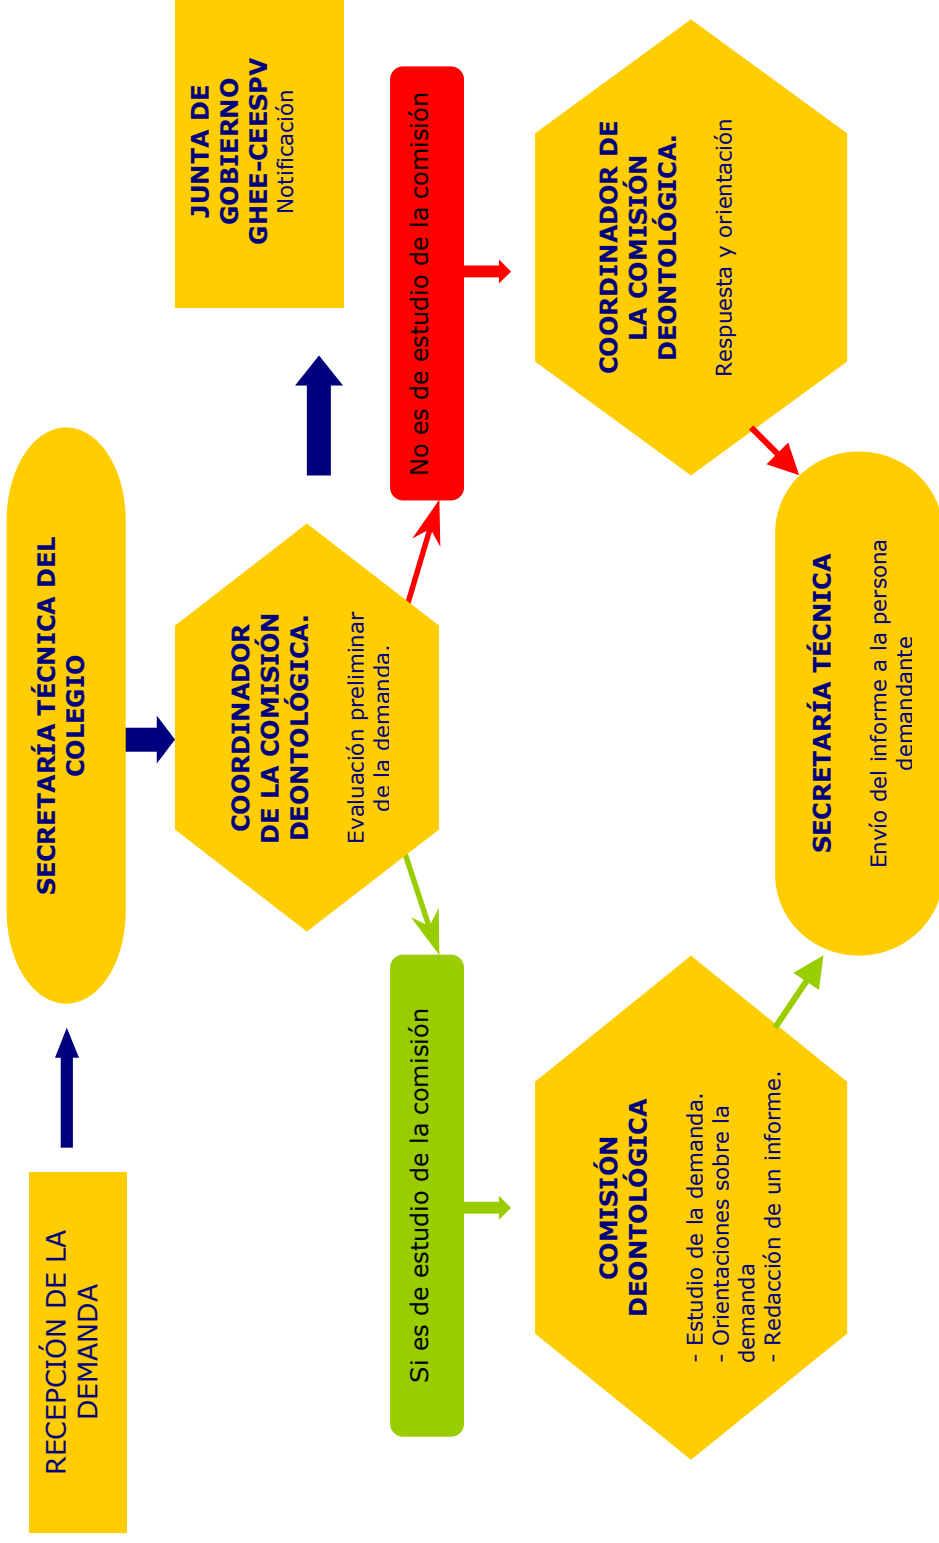 RECEPCIÓN DE LA
DEMANDA
SECRETARÍA TÉCNICA DEL
COLEGIO
COORDINADOR
DE LA COMISIÓN
DEONTOLÓGICA.
Evaluación preliminar
de la demanda.
JUNTA DE
GOBIERNO
GHEE-CEESPV
Notificación
Si es de estudio de la comisión
No es de estudio de la comisión
COMISIÓN
DEONTOLÓGICA
- Estudio de la demanda.
- Orientaciones sobre la
demanda
- Redacción de un informe.
COORDINADOR DE
LA COMISIÓN
DEONTOLÓGICA.
Respuesta y orientación
SECRETARÍA TÉCNICA
Envío del informe a la persona
demandante